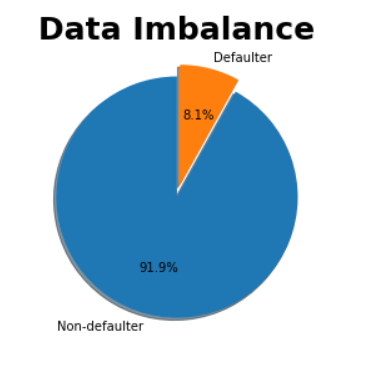 Data Imbalance
Defaulter
8.1%
91.9%
Non-defaulter